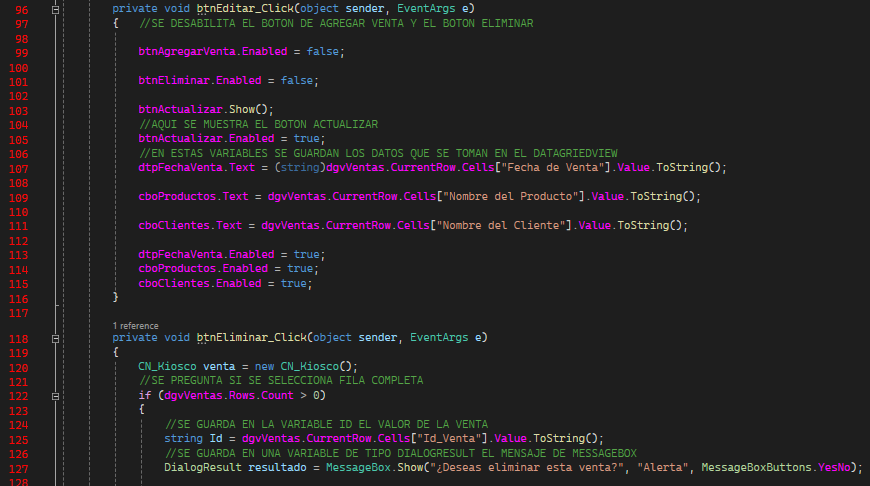 96 private void btnEditar_Click(object sender, EventArgs e)
97 { //SE DESABILITA EL BOTON DE AGREGAR VENTA Y EL BOTON ELIMINAR
98
99 btnAgregarVenta.Enabled = false;
100
101 btnEliminar.Enabled = false;
102
103 btnActualizar.Show();
104 //AQUI SE MUESTRA EL BOTON ACTUALIZAR
105 btnActualizar.Enabled = true;
106 //EN ESTAS VARIABLES SE GUARDAN LOS DATOS QUE SE TOMAN EN EL DATAGRIEDVIEW
107 dtpFechaVenta.Text = (string)dgvVentas.CurrentRow.Cells["Fecha de Venta"].Value.ToString();
108
109 cboProductos.Text = dgvVentas.CurrentRow.Cells["Nombre del Producto"].Value.ToString();
110
111 cboClientes.Text = dgvVentas.CurrentRow.Cells["Nombre del Cliente"].Value.ToString();
112
113 dtpFechaVenta.Enabled = true;
114 cboProductos.Enabled = true;
115 cboClientes.Enabled = true;
116 }
117
1 reference
118 private void btnEliminar_Click(object sender, EventArgs e)
119 {
120 CN_Kiosco venta = new CN_Kiosco();
121 //SE PREGUNTA SI SE SELECCIONA FILA COMPLETA
122 if (dgvVentas.Rows.Count > 0)
123 {
124 //SE GUARDA EN LA VARIABLE ID EL VALOR DE LA VENTA
125 string Id = dgvVentas.CurrentRow.Cells["Id_Venta"].Value.ToString();
126 //SE GUARDA EN UNA VARIABLE DE TIPO DIALOGRESULT EL MENSAJE DE MESSAGEBOX
127 DialogResult resultado = MessageBox.Show("¿Deseas eliminar esta venta?", "Alerta", MessageBoxButtons.YesNo);
128